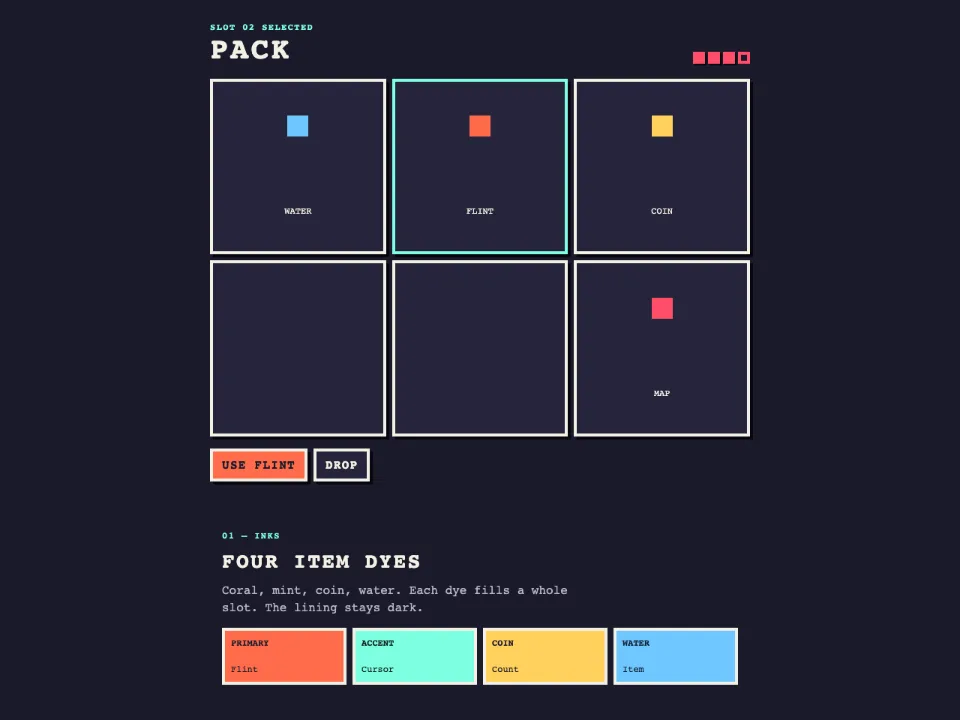 SLOT 02 SELECTED
PACK
WATER
FLINT
COIN
MAP
USE FLINT
DROP
01 — INKS
FOUR ITEM DYES
Coral, mint, coin, water. Each dye fills a whole
slot. The lining stays dark.
PRIMARY
Flint
ACCENT
Cursor
COIN
Count
WATER
Item